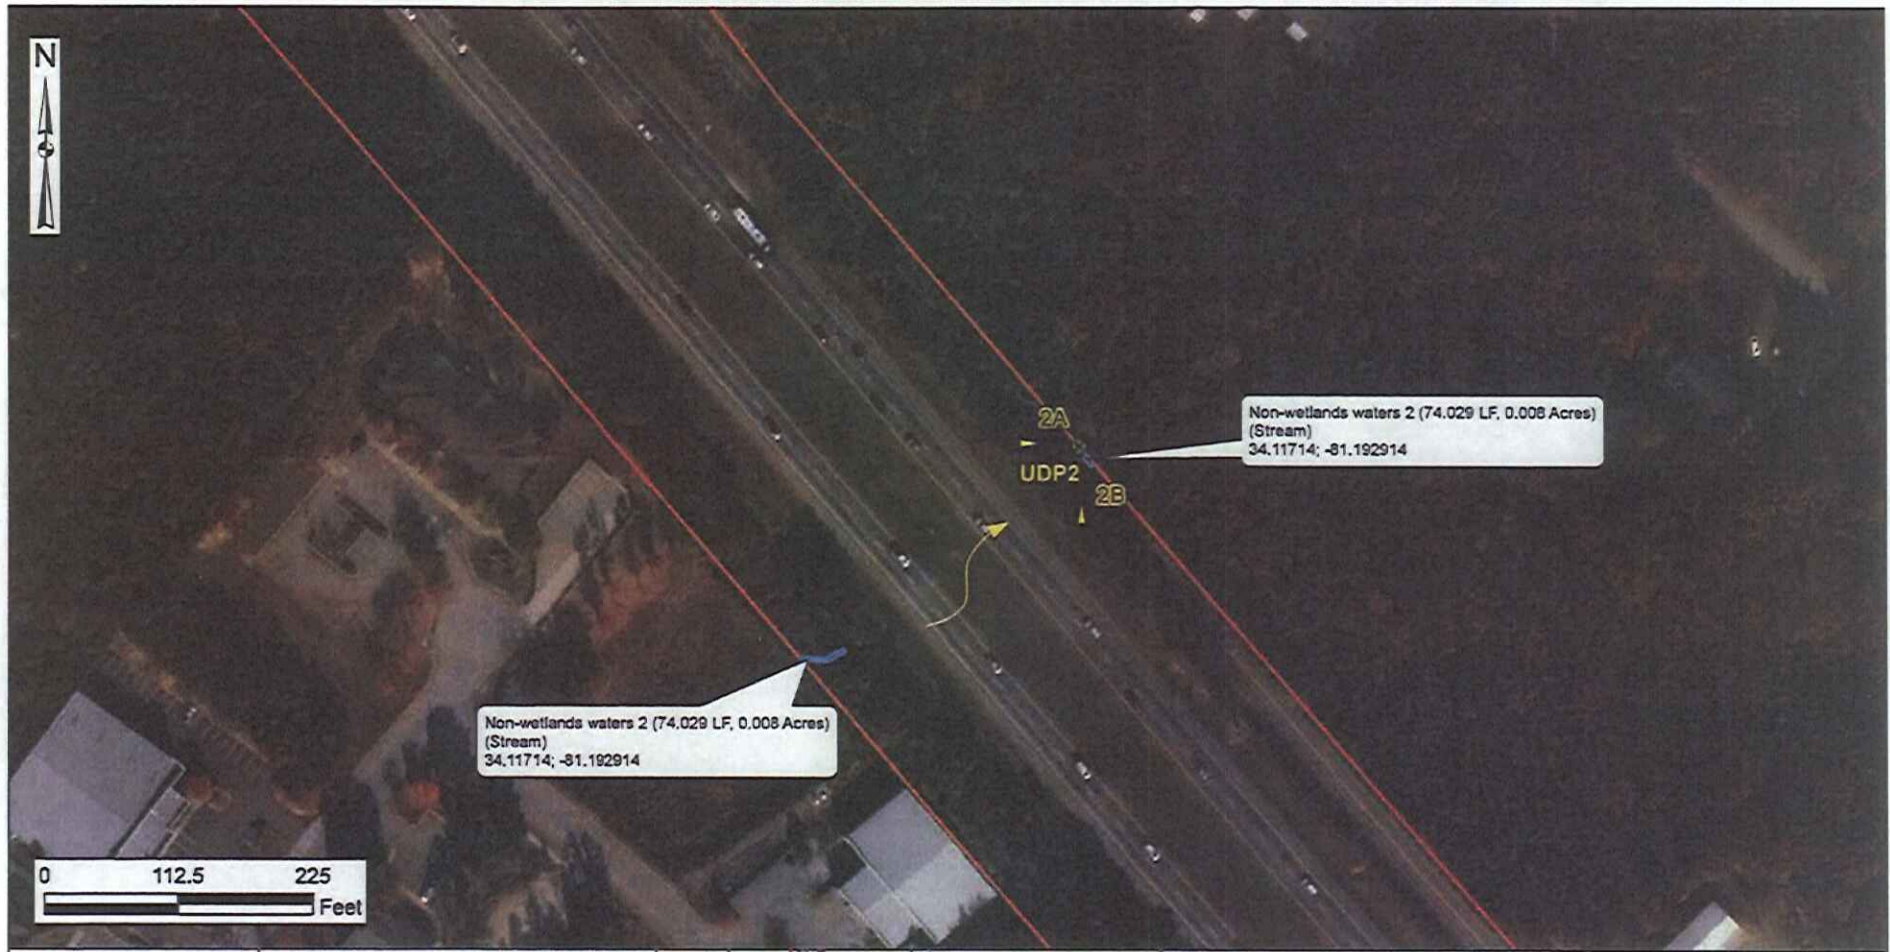 N
2A
UDP2
2B
Non-wetlands waters 2 (74.029 LF, 0.008 Acres)
(Stream)
34.11714; -81.192914
Non-wetlands waters 2 (74.029 LF, 0.008 Acres)
(Stream)
34.11714; -81.192914
0 112.5 225
Feet